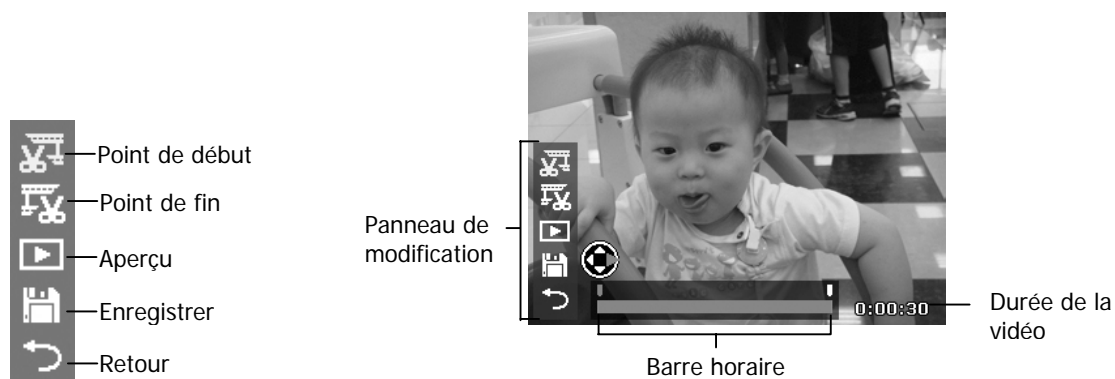 Point de début
Point de fin
Aperçu
Enregistrer
Retour
Panneau de
modification
0:00:30
Durée de la
vidéo
Barre horaire